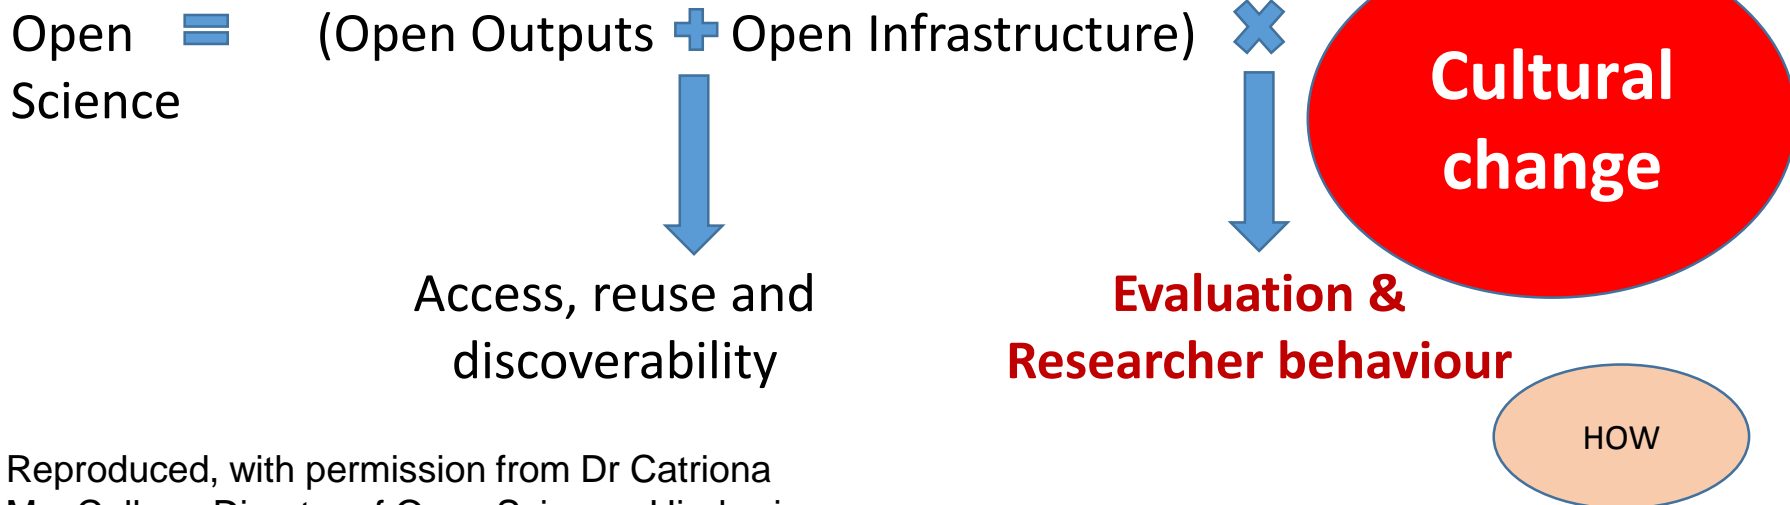 Open = (Open Outputs + Open Infrastructure) ×
Science
Cultural
change
Access, reuse and
discoverability
Evaluation &
Researcher behaviour
HOW
Reproduced, with permission from Dr Catriona